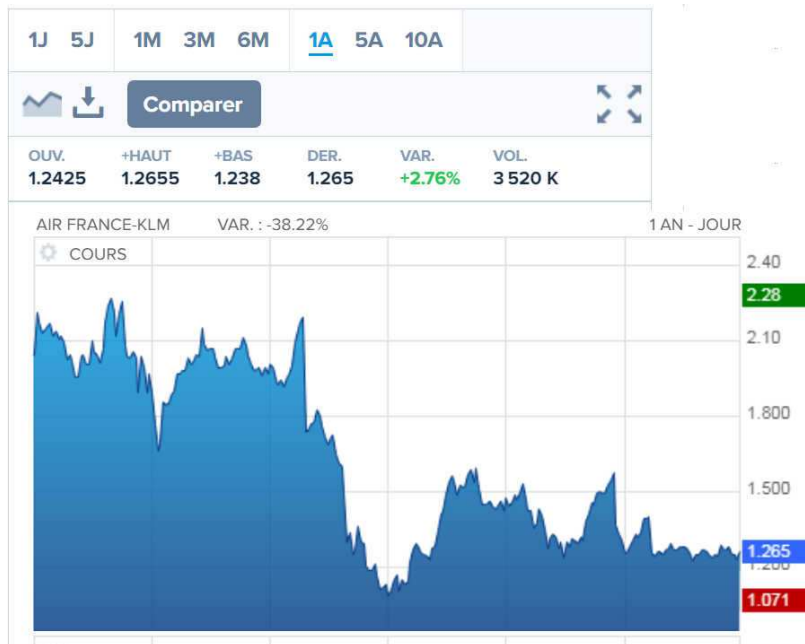 1J 5J 1M 3M 6M 1A 5A 10A
Comparer
OUV. +HAUT +BAS DER. VAR. VOL.
1.2425 1.2655 1.238 1.265 +2.76% 3 520 K
AIR FRANCE-KLM VAR. : -38.22% 1 AN - JOUR
COURS
2.40
2.28
2.10
1.800
1.500
1.265
1.200
1.071